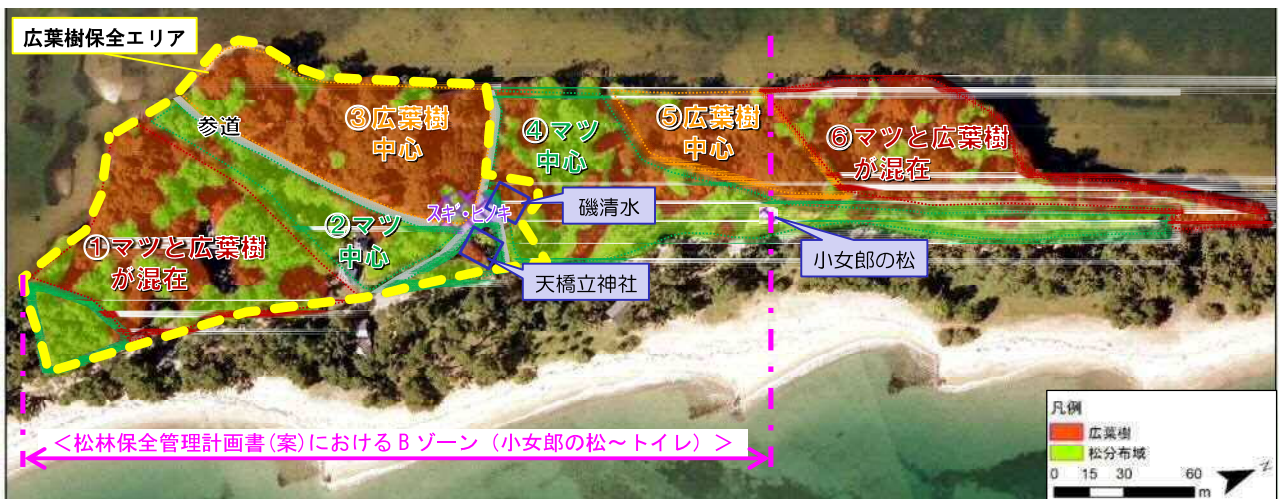 広葉樹保全エリア
参道
③広葉樹
中心
④マツ
中心
⑤広葉樹
中心
⑥マツと広葉樹
が混在
スギ・ヒノキ
磯清水
②マツ
中心
①マツと広葉樹
が混在
天橋立神社
小女郎の松
＜松林保全管理計画書(案)におけるBゾーン（小女郎の松～トイレ）＞
凡例
広葉樹
松分布域
0 15 30 60
m
Z